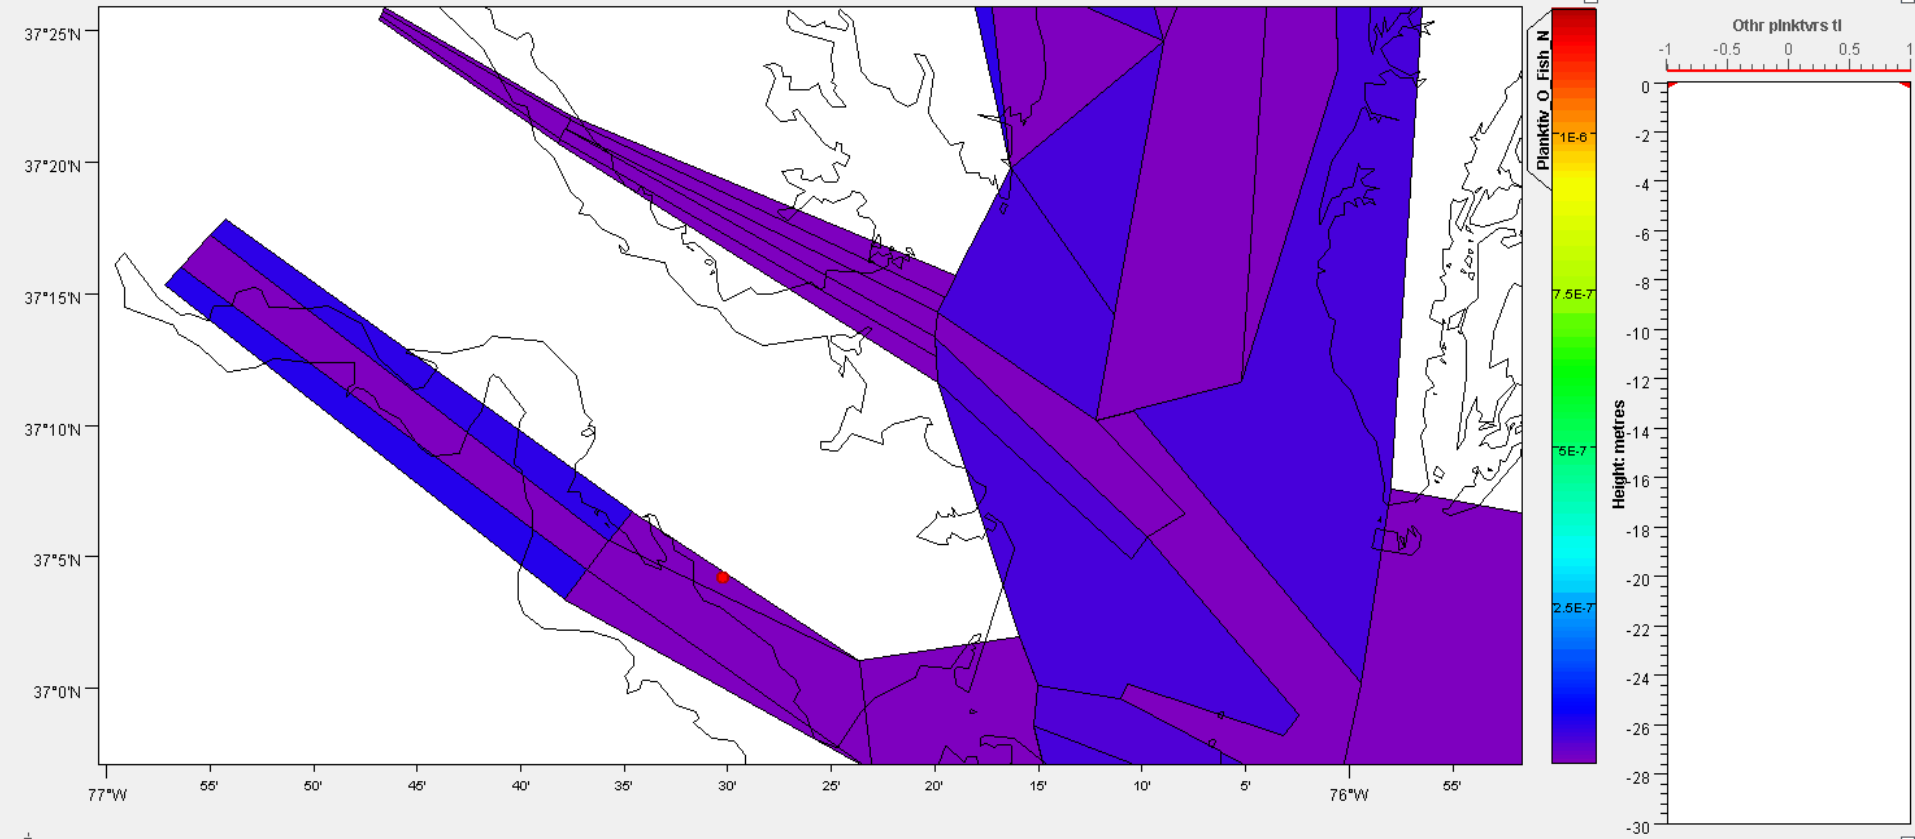 37°25'N
37°20'N
37°15'N
37°10'N
37°5'N
37°0'N
77°W
55'
50'
45'
40'
35'
30'
25'
20'
15'
10'
5'
76°W
55'
Planktiv_O_Fish_N
1E-6
7.5E-7
5E-7
2.5E-7
Othr plnktvrs tl
-1 -0.5 0 0.5 1
Height: metres
0
-2
-4
-6
-8
-10
-12
-14
-16
-18
-20
-22
-24
-26
-28
-30